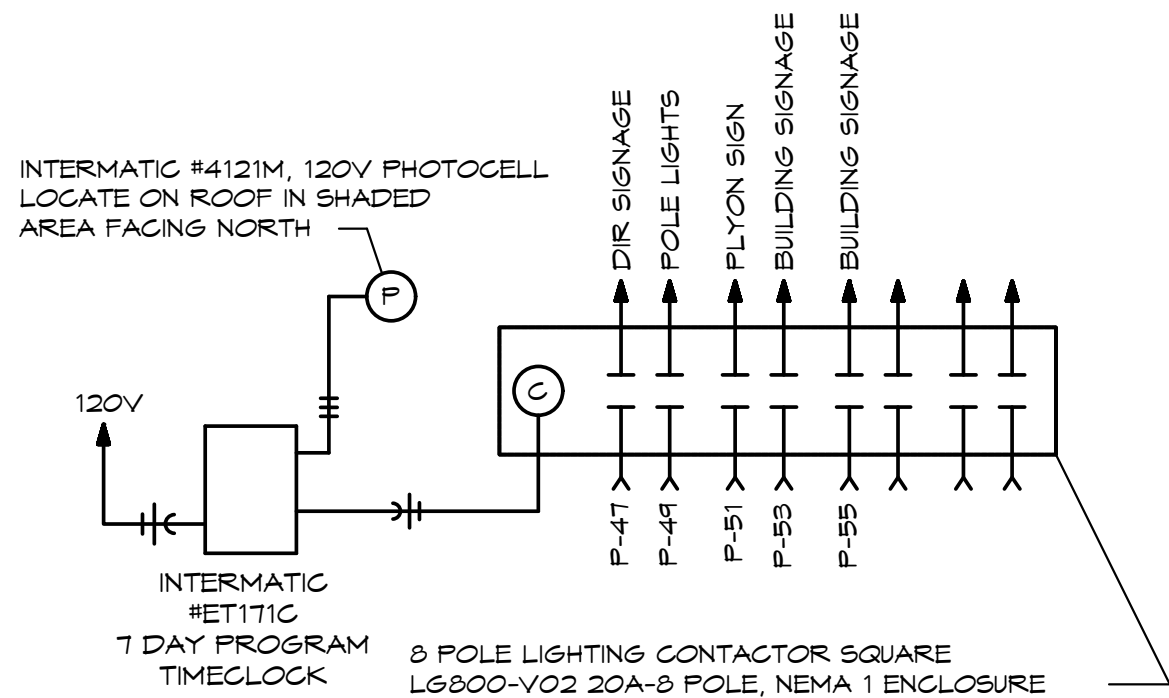 INTERMATIC #4121M, 120V PHOTOCELL
LOCATE ON ROOF IN SHADED
AREA FACING NORTH
P
DIR SIGNAGE
POLE LIGHTS
PLYON SIGN
BUILDING SIGNAGE
BUILDING SIGNAGE
C
120V
P-47
P-49
P-51
P-53
P-55
INTERMATIC
#ET171C
7 DAY PROGRAM
TIMECLOCK
8 POLE LIGHTING CONTACTOR SQUARE
LG800-V02 20A-8 POLE, NEMA 1 ENCLOSURE